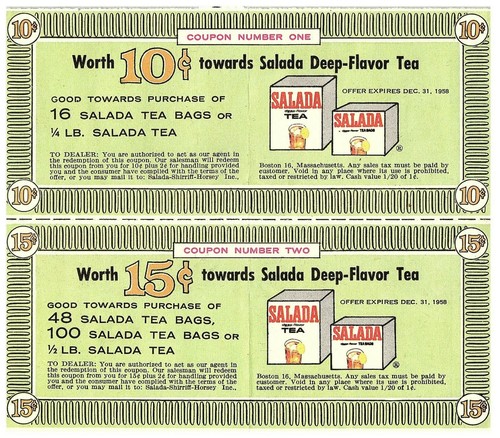 10¢ 10¢
COUPON NUMBER ONE
Worth 10¢ towards Salada Deep-Flavor Tea
GOOD TOWARDS PURCHASE OF
16 SALADA TEA BAGS OR
¼ LB. SALADA TEA
OFFER EXPIRES DEC. 31, 1958
SALADA
TEA
SALADA
TEA BAGS
®
TO DEALER: You are authorized to act as our agent in
the redemption of this coupon. Our salesman will redeem
this coupon from you for 10¢ plus 2¢ for handling provided
you and the consumer have complied with the terms of the
offer, or you may mail it to: Salada-Shirriff-Horsey Inc.,
Boston 16, Massachusetts. Any sales tax must be paid by
customer. Void in any place where its use is prohibited,
taxed or restricted by law. Cash value 1/20 of 1¢.
10¢ 10¢
15¢ 15¢
COUPON NUMBER TWO
Worth 15¢ towards Salada Deep-Flavor Tea
GOOD TOWARDS PURCHASE OF
48 SALADA TEA BAGS,
100 SALADA TEA BAGS OR
½ LB. SALADA TEA
OFFER EXPIRES DEC. 31, 1958
SALADA
TEA
SALADA
TEA BAGS
®
TO DEALER: You are authorized to act as our agent in
the redemption of this coupon. Our salesman will redeem
this coupon from you for 15¢ plus 2¢ for handling provided
you and the consumer have complied with the terms of the
offer, or you may mail it to: Salada-Shirriff-Horsey Inc.,
Boston 16, Massachusetts. Any sales tax must be paid by
customer. Void in any place where its use is prohibited,
taxed or restricted by law. Cash value 1/20 of 1¢.
15¢ 15¢